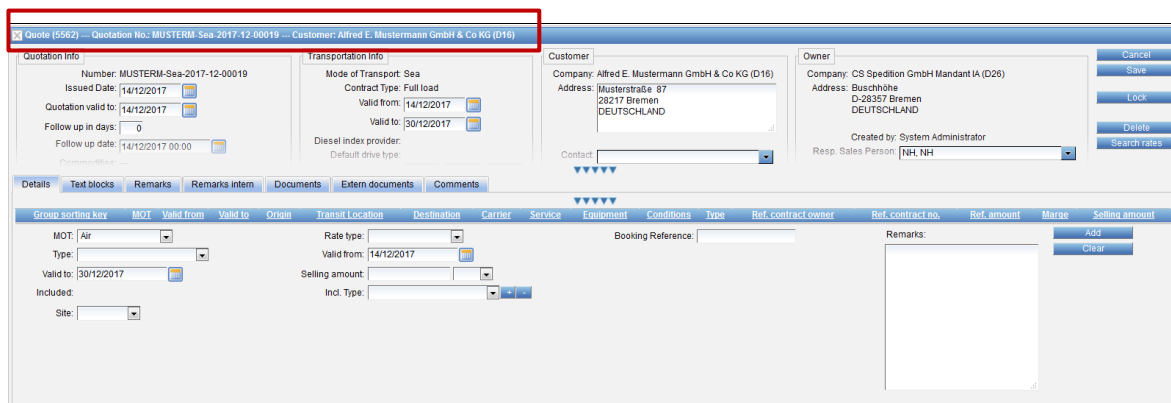 Quote (5562) --- Quotation No.: MUSTERM-Sea-2017-12-00019 --- Customer: Alfred E. Mustermann GmbH & Co KG (D16)
Quotation Info
Number: MUSTERM-Sea-2017-12-00019
Issued Date: 14/12/2017
Quotation valid to: 14/12/2017
Follow up in days: 0
Follow up date: 14/12/2017 00:00
Commodities: ---
Transportation Info
Mode of Transport: Sea
Contract Type: Full load
Valid from: 14/12/2017
Valid to: 30/12/2017
Diesel index provider:
Default drive type:
Customer
Company: Alfred E. Mustermann GmbH & Co KG (D16)
Address: Musterstraße 87
28217 Bremen
DEUTSCHLAND
Contact:
Owner
Company: CS Spedition GmbH Mandant IA (D26)
Address: Buschhöhe
D-28357 Bremen
DEUTSCHLAND
Created by: System Administrator
Resp. Sales Person: NH, NH
Cancel
Save
Lock
Delete
Search rates
Details Text blocks Remarks Remarks intern Documents Extern documents Comments
Group sorting key MOT Valid from Valid to Origin Transit Location Destination Carrier Service Equipment Conditions Type Ref. contract owner Ref. contract no. Ref. amount Marge Selling amount
MOT: Air Rate type: Booking Reference: Remarks: Add
Type: Valid from: 14/12/2017 Clear
Valid to: 30/12/2017 Selling amount:
Included: Incl. Type: + -
Site: